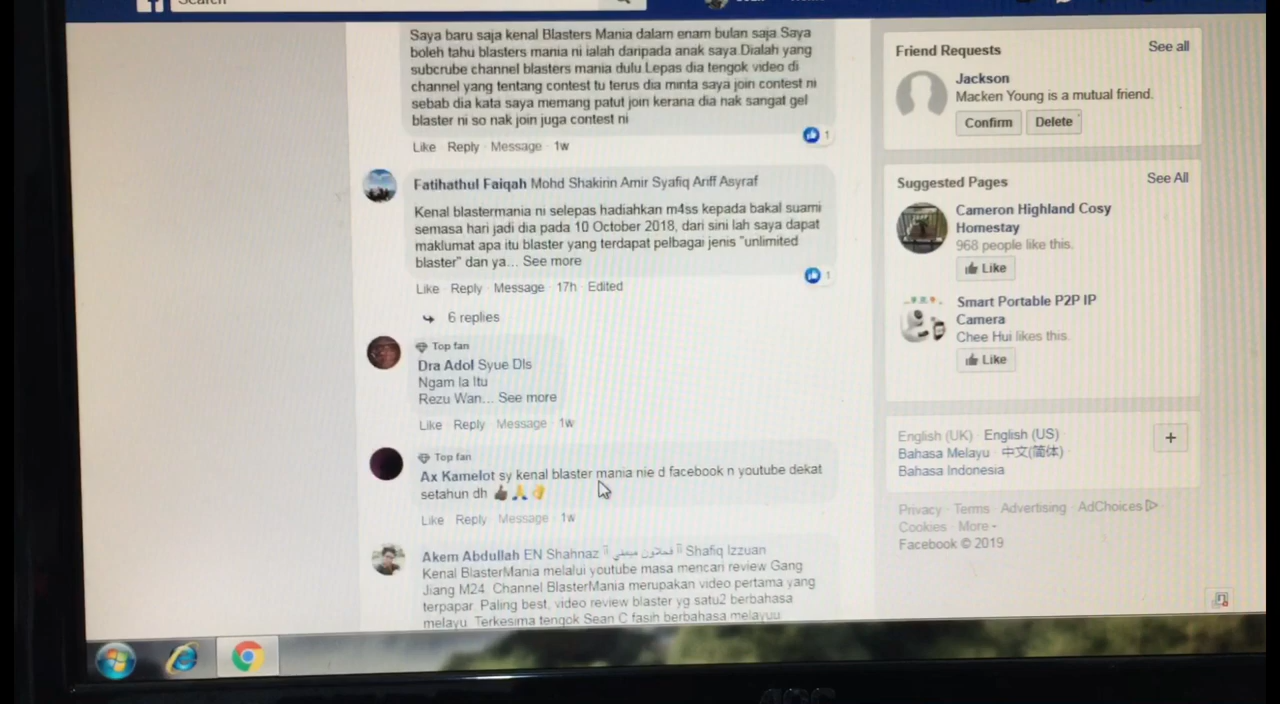 Search
Saya baru saja kenal Blasters Mania dalam enam bulan saja.Saya
boleh tahu blasters mania ni ialah daripada anak saya.Dialah yang
subcrube channel blasters mania dulu.Lepas dia tengok video di
channel yang tentang contest tu terus dia minta saya join contest ni
sebab dia kata saya memang patut join kerana dia nak sangat gel
blaster ni so nak join juga contest ni
1
Like · Reply · Message · 1w
Fatihathul Faiqah Mohd Shakirin Amir Syafiq Ariff Asyraf
Kenal blastermania ni selepas hadiahkan m4ss kepada bakal suami
semasa hari jadi dia pada 10 October 2018, dari sini lah saya dapat
maklumat apa itu blaster yang terdapat pelbagai jenis "unlimited
blaster" dan ya... See more
1
Like · Reply · Message · 17h · Edited
6 replies
Top fan
Dra Adol Syue Dls
Ngam la Itu
Rezu Wan... See more
Like · Reply · Message · 1w
Top fan
Ax Kamelot sy kenal blaster mania nie d facebook n youtube dekat
setahun dh 👍🙏👌
Like · Reply · Message · 1w
Akem Abdullah EN Shahnaz Shafiq Izzuan
Kenal BlasterMania melalui youtube masa mencari review Gang
Jiang M24. Channel BlasterMania merupakan video pertama yang
terpapar. Paling best, video review blaster yg satu2 berbahasa
melayu. Terkesima tengok Sean C fasih berbahasa melayuu.
Friend Requests
See all
Jackson
Macken Young is a mutual friend.
Confirm
Delete
Suggested Pages
See All
Cameron Highland Cosy
Homestay
968 people like this.
Like
Smart Portable P2P IP
Camera
Chee Hui likes this.
Like
English (UK) · English (US) ·
Bahasa Melayu · 中文(简体) ·
Bahasa Indonesia
+
Privacy · Terms · Advertising · AdChoices ·
Cookies · More
Facebook © 2019